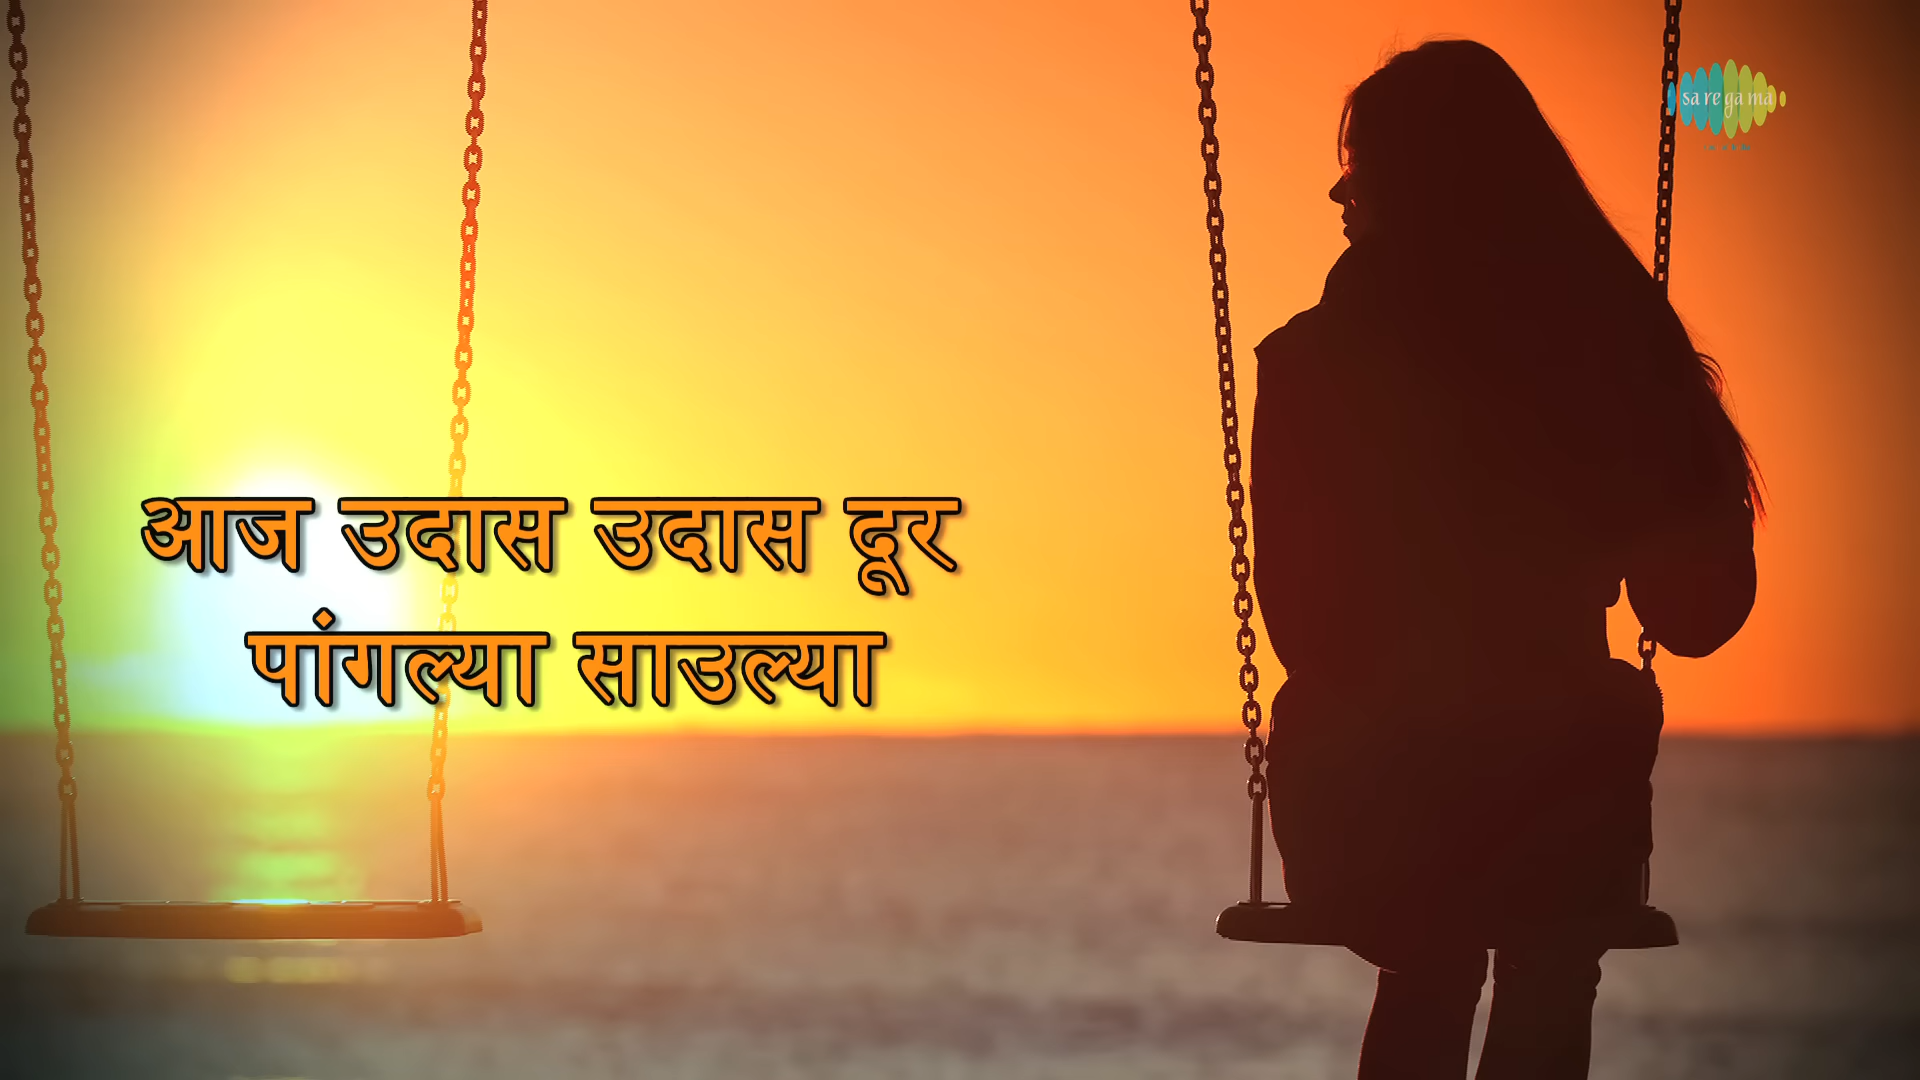 sa re ga ma
आज उदास उदास दूर
पांगल्या साउल्या